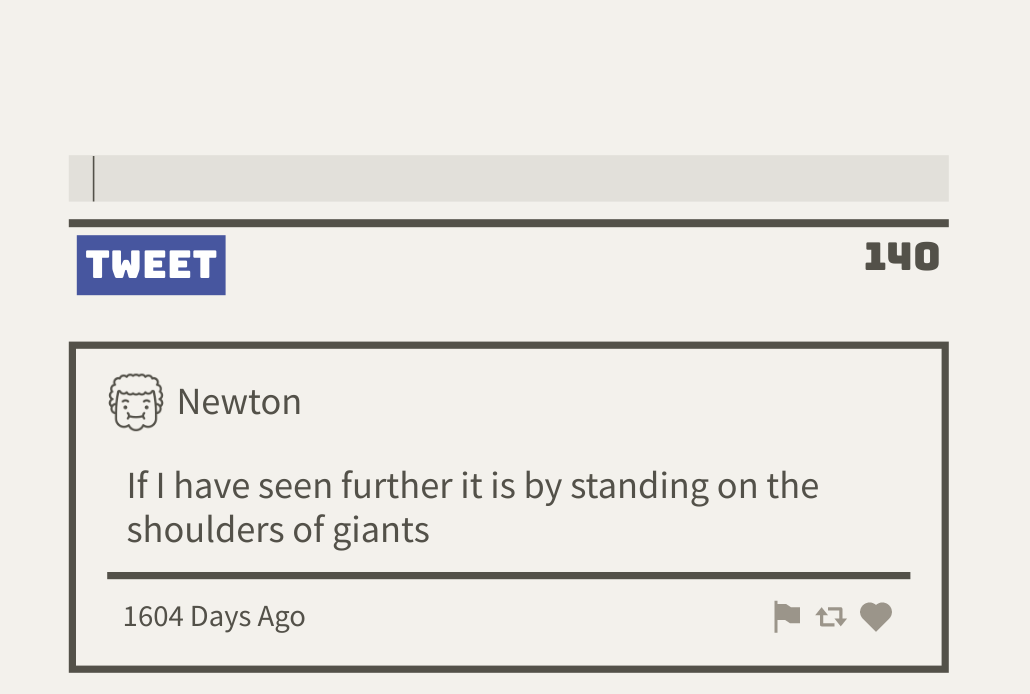 TWEET
140
Newton
If I have seen further it is by standing on the
shoulders of giants
1604 Days Ago